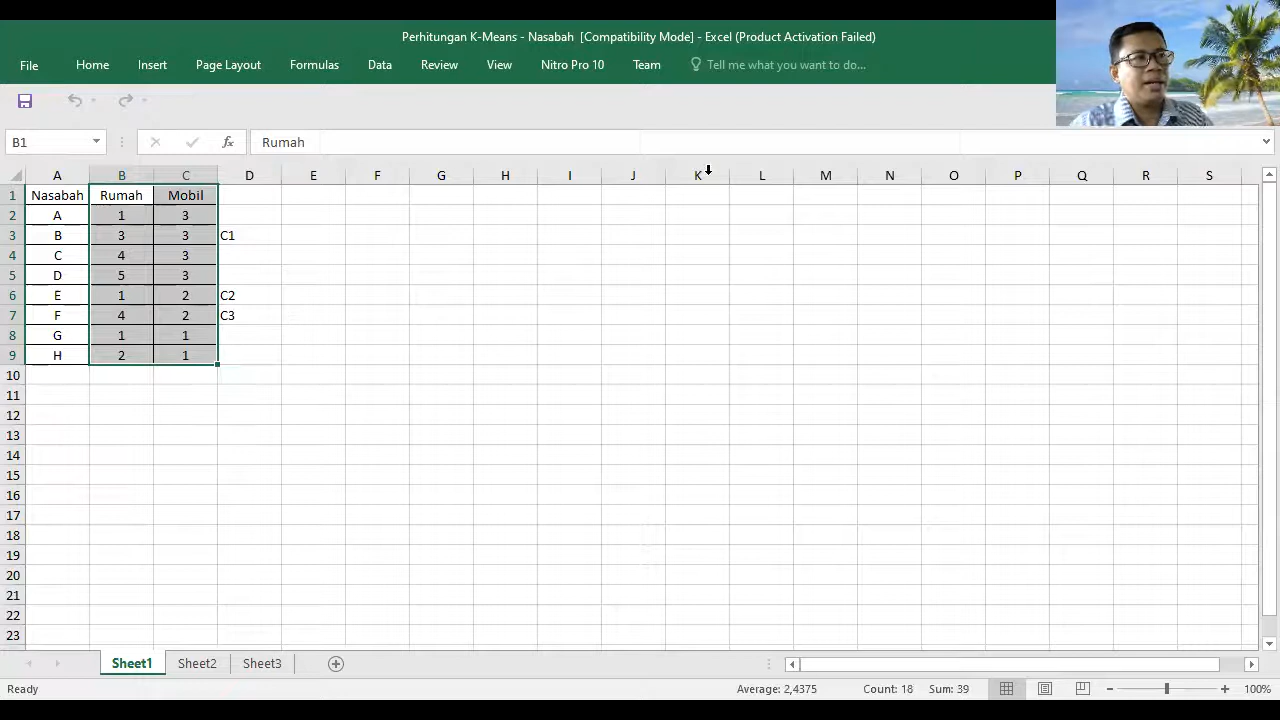 Perhitungan K-Means - Nasabah [Compatibility Mode] - Excel (Product Activation Failed)
File Home Insert Page Layout Formulas Data Review View Nitro Pro 10 Team Tell me what you want to do...
B1 fx Rumah
A B C D E F G H I J K L M N O P Q R S
1 Nasabah Rumah Mobil
2 A 1 3
3 B 3 3 C1
4 C 4 3
5 D 5 3
6 E 1 2 C2
7 F 4 2 C3
8 G 1 1
9 H 2 1
10
11
12
13
14
15
16
17
18
19
20
21
22
23
Sheet1 Sheet2 Sheet3
Ready Average: 2,4375 Count: 18 Sum: 39 100%